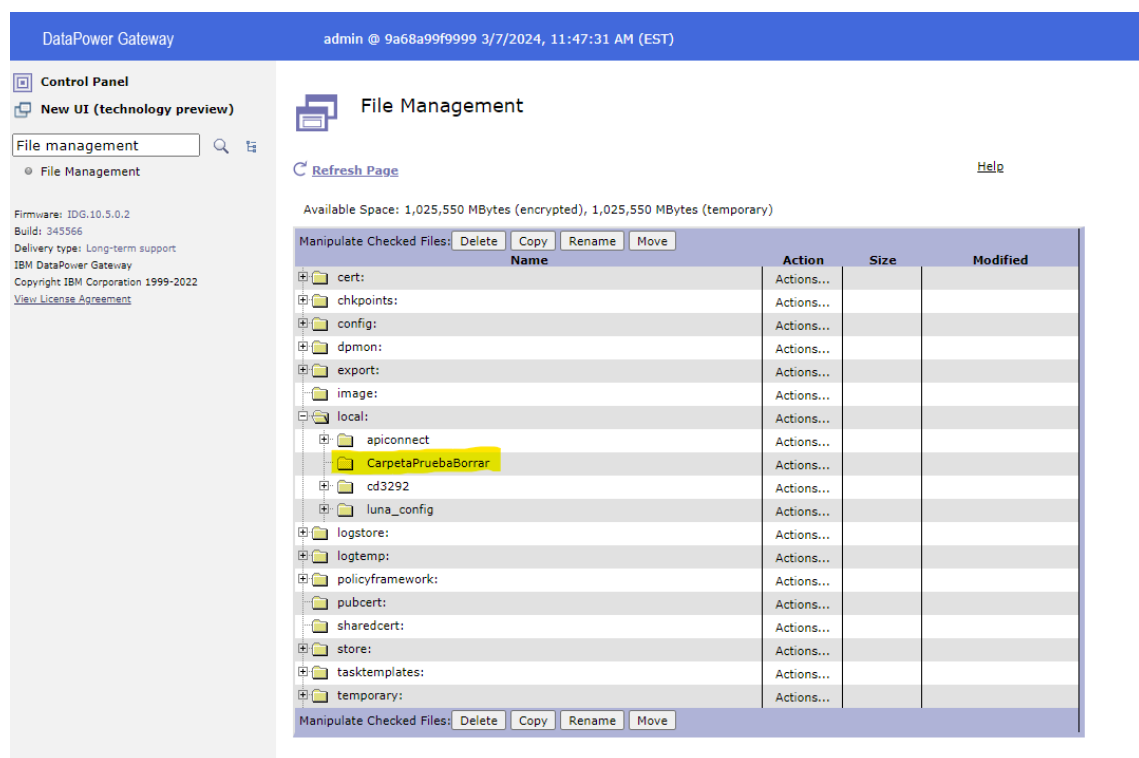 DataPower Gateway
admin @ 9a68a99f9999 3/7/2024, 11:47:31 AM (EST)
Control Panel
New UI (technology preview)
File management
File Management
Firmware: IDG.10.5.0.2
Build: 345566
Delivery type: Long-term support
IBM DataPower Gateway
Copyright IBM Corporation 1999-2022
View License Agreement
File Management
Refresh Page
Help
Available Space: 1,025,550 MBytes (encrypted), 1,025,550 MBytes (temporary)
Manipulate Checked Files: Delete Copy Rename Move
Name Action Size Modified
cert: Actions...
chkpoints: Actions...
config: Actions...
dpmon: Actions...
export: Actions...
image: Actions...
local: Actions...
apiconnect Actions...
CarpetaPruebaBorrar Actions...
cd3292 Actions...
luna_config Actions...
logstore: Actions...
logtemp: Actions...
policyframework: Actions...
pubcert: Actions...
sharedcert: Actions...
store: Actions...
tasktemplates: Actions...
temporary: Actions...
Manipulate Checked Files: Delete Copy Rename Move